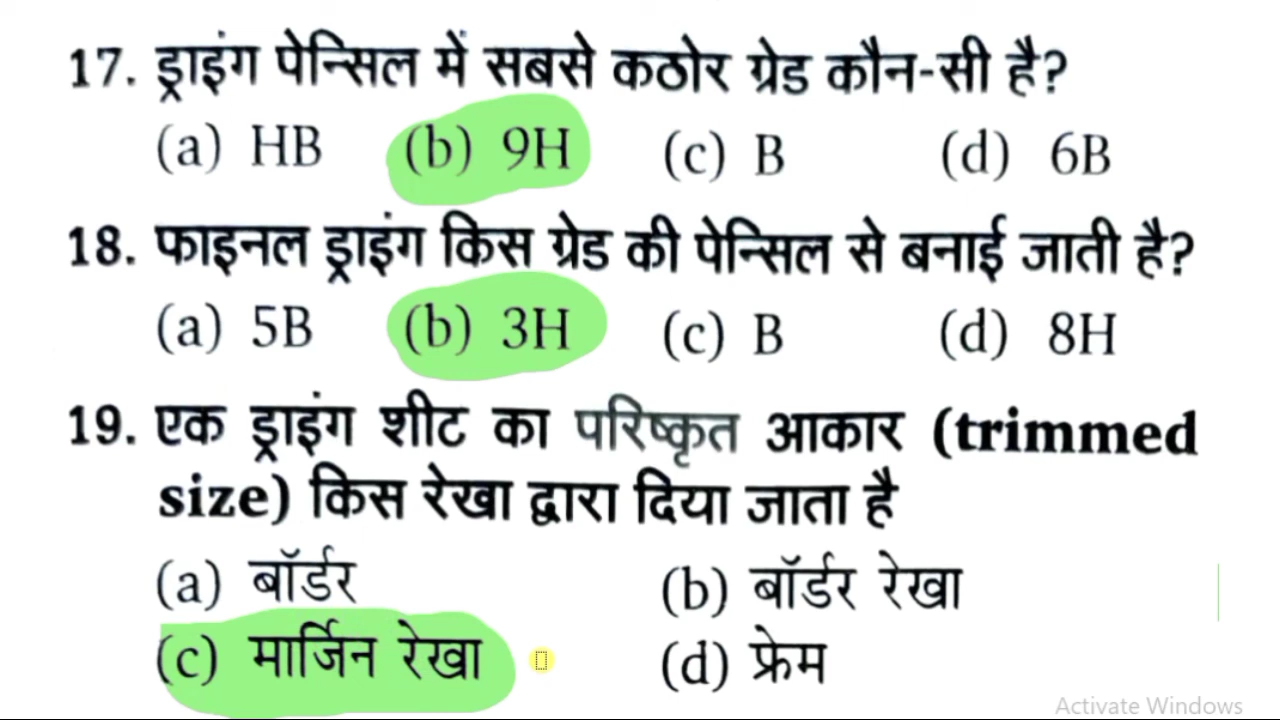 17. ड्राइंग पेन्सिल में सबसे कठोर ग्रेड कौन-सी है?
(a) HB (b) 9H (c) B (d) 6B
18. फाइनल ड्राइंग किस ग्रेड की पेन्सिल से बनाई जाती है?
(a) 5B (b) 3H (c) B (d) 8H
19. एक ड्राइंग शीट का परिष्कृत आकार (trimmed
size) किस रेखा द्वारा दिया जाता है
(a) बॉर्डर (b) बॉर्डर रेखा
(c) मार्जिन रेखा (d) फ्रेम
Activate Windows